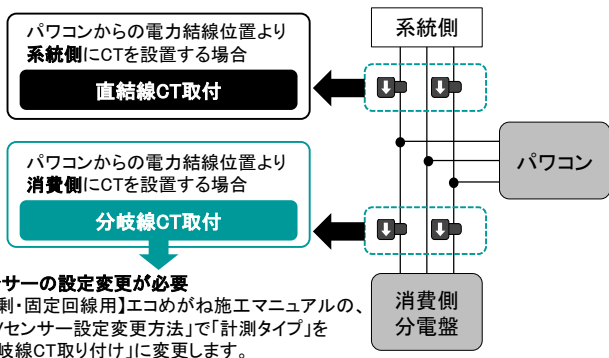 パワコンからの電力結線位置より
系統側にCTを設置する場合
直結線CT取付
系統側
パワコン
パワコンからの電力結線位置より
消費側にCTを設置する場合
分岐線CT取付
消費側
分電盤
サーの設定変更が必要
剰・固定回線用】エコめがね施工マニュアルの、
センサー設定変更方法」で「計測タイプ」を
岐線CT取り付け」に変更します。